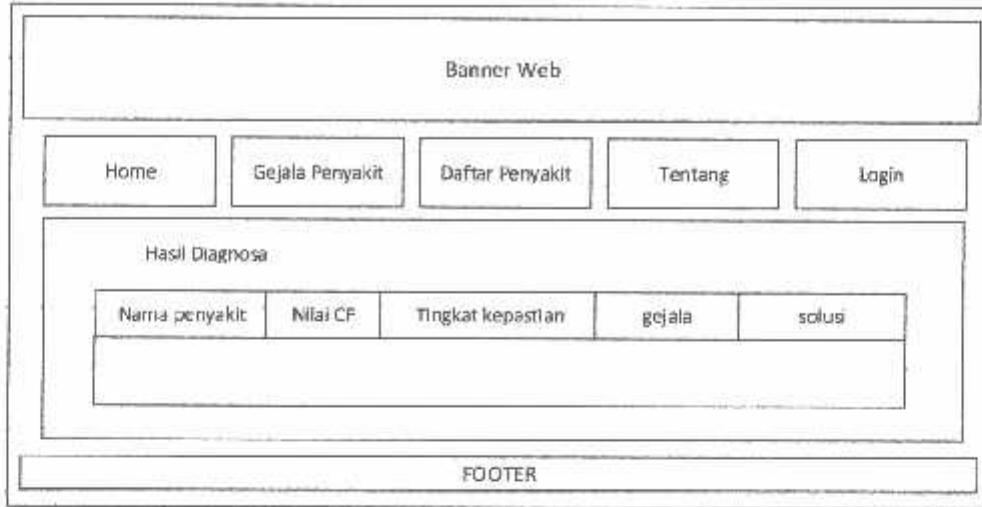 Banner Web
Home Gejala Penyakit Daftar Penyakit Tentang Login
Hasil Diagnosa
Nama penyakit Nilai CF Tingkat kepastian gejala solusi
FOOTER